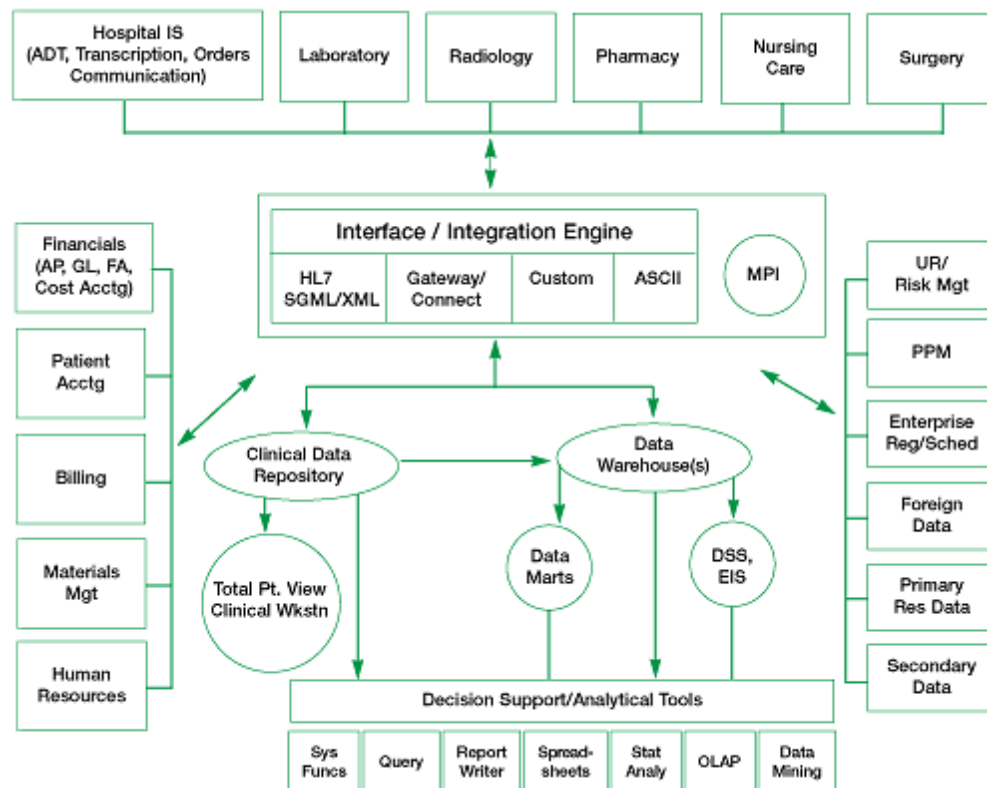 Hospital IS
(ADT, Transcription, Orders
Communication)
Laboratory
Radiology
Pharmacy
Nursing
Care
Surgery
Interface / Integration Engine
HL7
SGML/XML
Gateway/
Connect
Custom
ASCII
MPI
Financials
(AP, GL, FA,
Cost Acctg)
Patient
Acctg
Billing
Materials
Mgt
Human
Resources
UR/
Risk Mgt
PPM
Enterprise
Reg/Sched
Foreign
Data
Primary
Res Data
Secondary
Data
Clinical Data
Repository
Data
Warehouse(s)
Total Pt. View
Clinical Wkstn
Data
Marts
DSS,
EIS
Decision Support/Analytical Tools
Sys
Funcs
Query
Report
Writer
Spread-
sheets
Stat
Analy
OLAP
Data
Mining